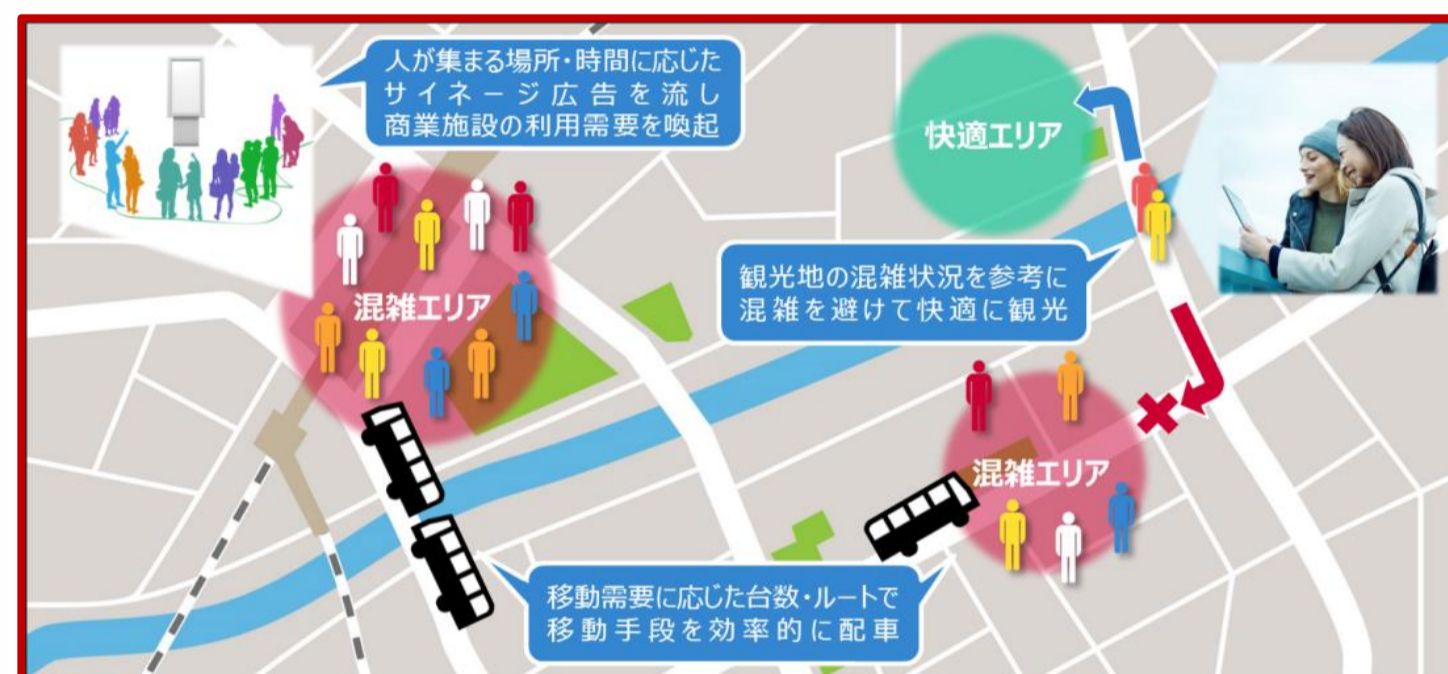 人が集まる場所・時間に応じた
サイネージ広告を流し
商業施設の利用需要を喚起
快適エリア
観光地の混雑状況を参考に
混雑を避けて快適に観光
混雑エリア
混雑エリア
移動需要に応じた台数・ルートで
移動手段を効率的に配車